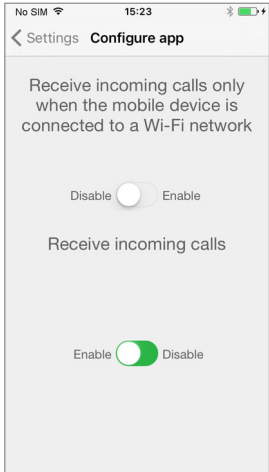 No SIM 15:23
Settings Configure app
Receive incoming calls only
when the mobile device is
connected to a Wi-Fi network
Disable Enable
Receive incoming calls
Enable Disable